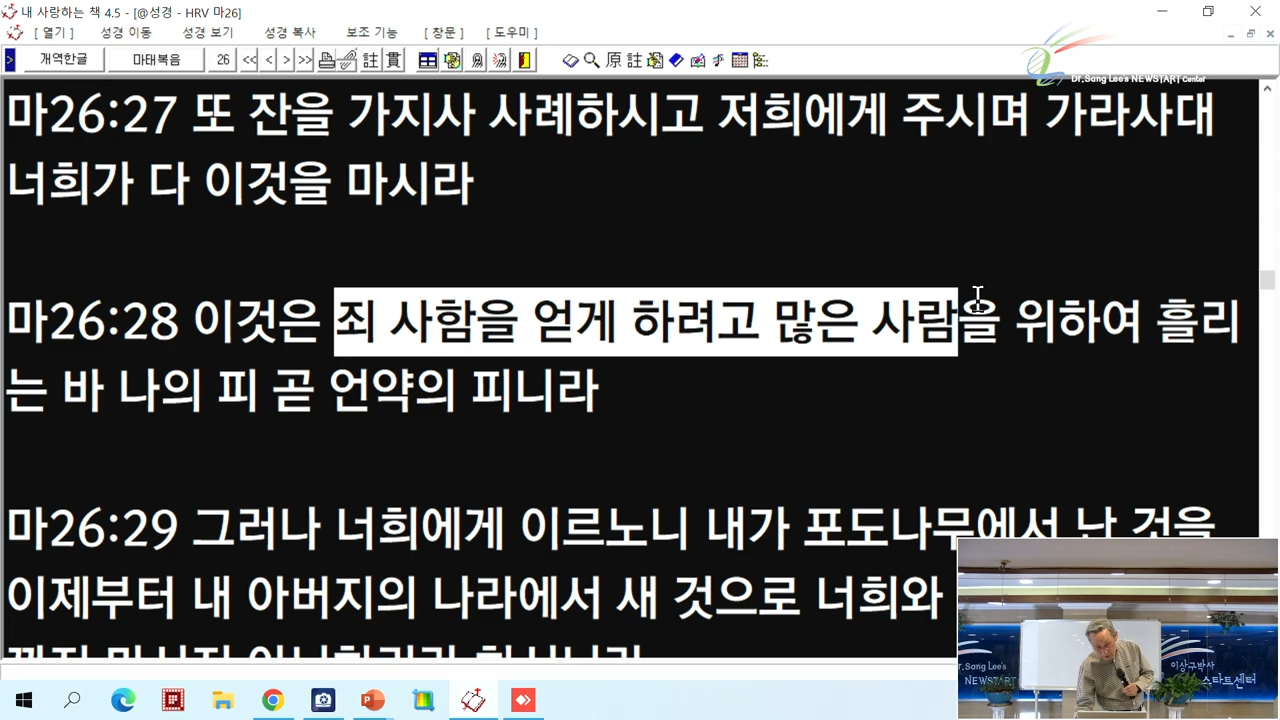 내 사랑하는 책 4.5 - [@성경 - HRV 마26]
[ 열기 ] 성경 이동 성경 보기 성경 복사 보조 기능 [ 창문 ] [ 도우미 ]
개역한글 마태복음 26 << < > >> 註 貫 原 註
Dr.Sang Lee's NEWSTART Center
마26:27 또 잔을 가지사 사례하시고 저희에게 주시며 가라사대
너희가 다 이것을 마시라
마26:28 이것은 죄 사함을 얻게 하려고 많은 사람을 위하여 흘리
는 바 나의 피 곧 언약의 피니라
마26:29 그러나 너희에게 이르노니 내가 포도나무에서 난 것을
이제부터 내 아버지의 나라에서 새 것으로 너희와
r.Sang Lee's
NEWSTART
이상구박사
스타트센터